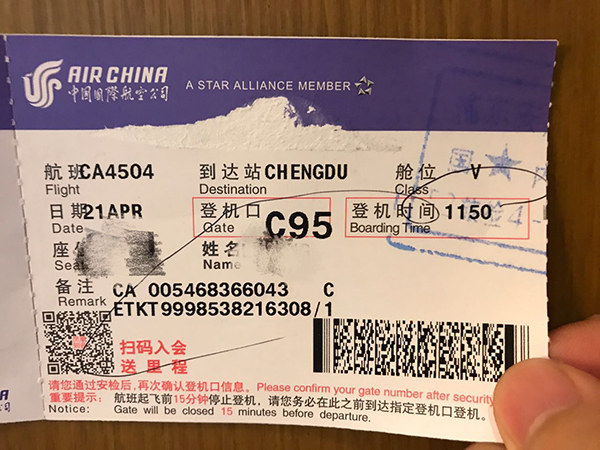 AIR CHINA
中国国际航空公司
A STAR ALLIANCE MEMBER
航班 CA4504 到达站 CHENGDU 舱位 V
Flight Destination Class
日期 21APR 登机口 C95 登机时间 1150
Date Gate Boarding Time
座 姓名
Seat Name
备注 CA 005468366043 C
Remark ETKT9998538216308/1
扫码入会
送里程
请您通过安检后,再次确认登机口信息。Please confirm your gate number after security
重要提示: 航班起飞前15分钟停止登机,请您务必在此之前到达指定登机口登机。
Notice: Gate will be closed 15 minutes before departure.